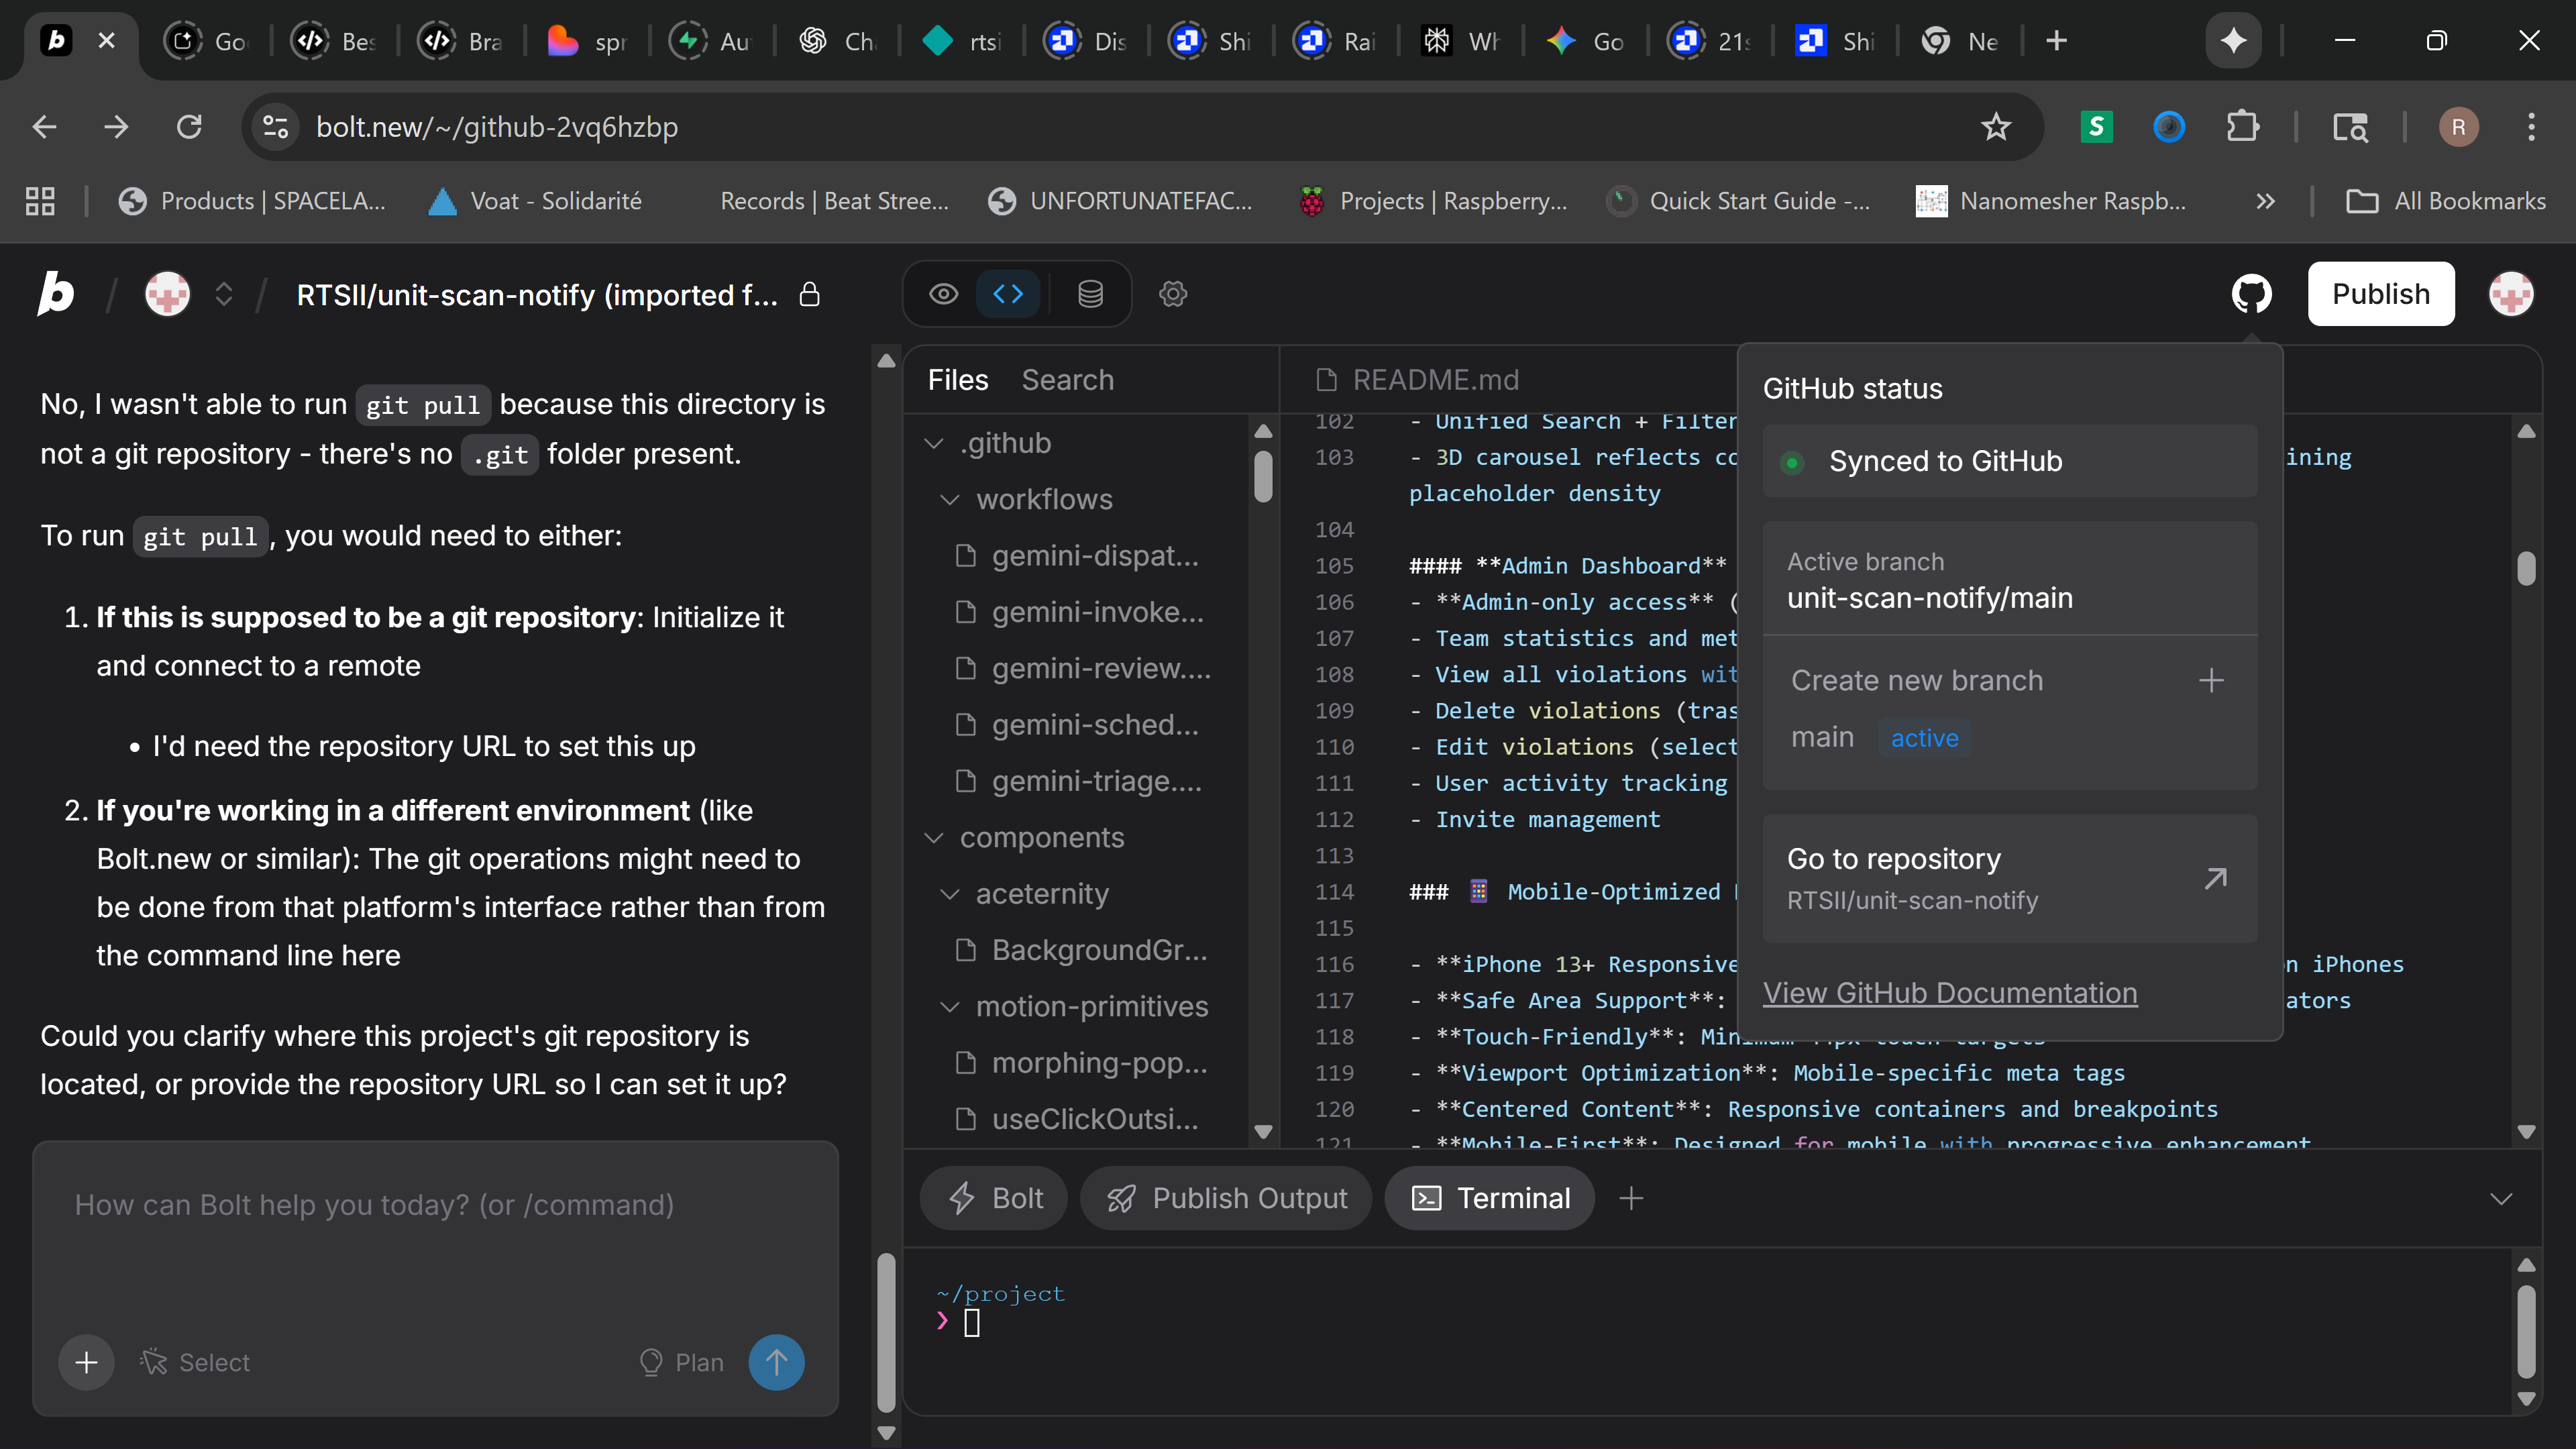 Go
Bes
Bra
spr
Au
Ch
rtsi
Dis
Shi
Rai
Wh
Go
21s
Shi
Ne
bolt.new/~/github-2vq6hzbp
R
Products | SPACELA...
Voat - Solidarité
Records | Beat Stree...
UNFORTUNATEFAC...
Projects | Raspberry...
Quick Start Guide -...
Nanomesher Raspb...
All Bookmarks
RTSII/unit-scan-notify (imported f...
Publish
No, I wasn't able to run git pull because this directory is
not a git repository - there's no .git folder present.
To run git pull, you would need to either:
1. If this is supposed to be a git repository: Initialize it
and connect to a remote
• I'd need the repository URL to set this up
2. If you're working in a different environment (like
Bolt.new or similar): The git operations might need to
be done from that platform's interface rather than from
the command line here
Could you clarify where this project's git repository is
located, or provide the repository URL so I can set it up?
How can Bolt help you today? (or /command)
Select
Plan
Files
Search
.github
workflows
gemini-dispat...
gemini-invoke...
gemini-review....
gemini-sched...
gemini-triage....
components
aceternity
BackgroundGr...
motion-primitives
morphing-pop...
useClickOutsi...
README.md
102 - Unified Search + Filter
103 - 3D carousel reflects co ining
placeholder density
104
105 #### **Admin Dashboard**
106 - **Admin-only access** (
107 - Team statistics and met
108 - View all violations wit
109 - Delete violations (tras
110 - Edit violations (select
111 - User activity tracking
112 - Invite management
113
114 ### 📱 Mobile-Optimized
115
116 - **iPhone 13+ Responsive n iPhones
117 - **Safe Area Support**: ators
118 - **Touch-Friendly**: Minimum 44px touch targets
119 - **Viewport Optimization**: Mobile-specific meta tags
120 - **Centered Content**: Responsive containers and breakpoints
121 - **Mobile-First**: Designed for mobile with progressive enhancement
GitHub status
Synced to GitHub
Active branch
unit-scan-notify/main
Create new branch
main active
Go to repository
RTSII/unit-scan-notify
View GitHub Documentation
Bolt
Publish Output
Terminal
~/project
❯